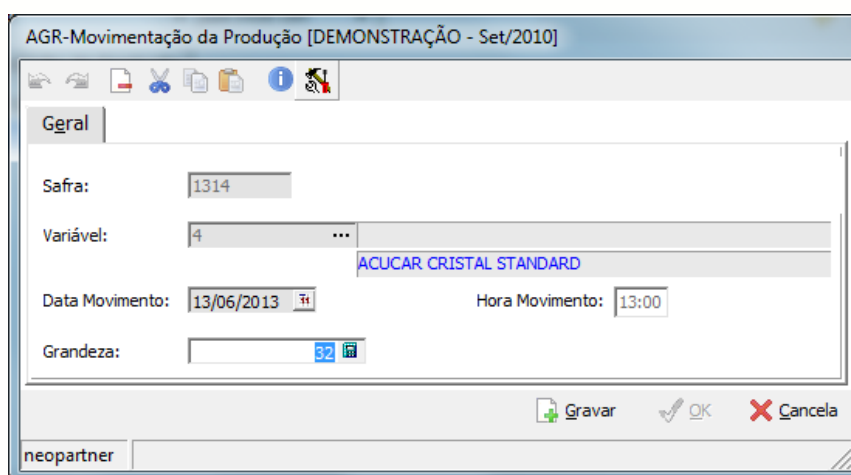 AGR-Movimentação da Produção [DEMONSTRAÇÃO - Set/2010]
Geral
Safra: 1314
Variável: 4 ...
ACUCAR CRISTAL STANDARD
Data Movimento: 13/06/2013 Hora Movimento: 13:00
Grandeza: 32
Gravar OK Cancela
neopartner